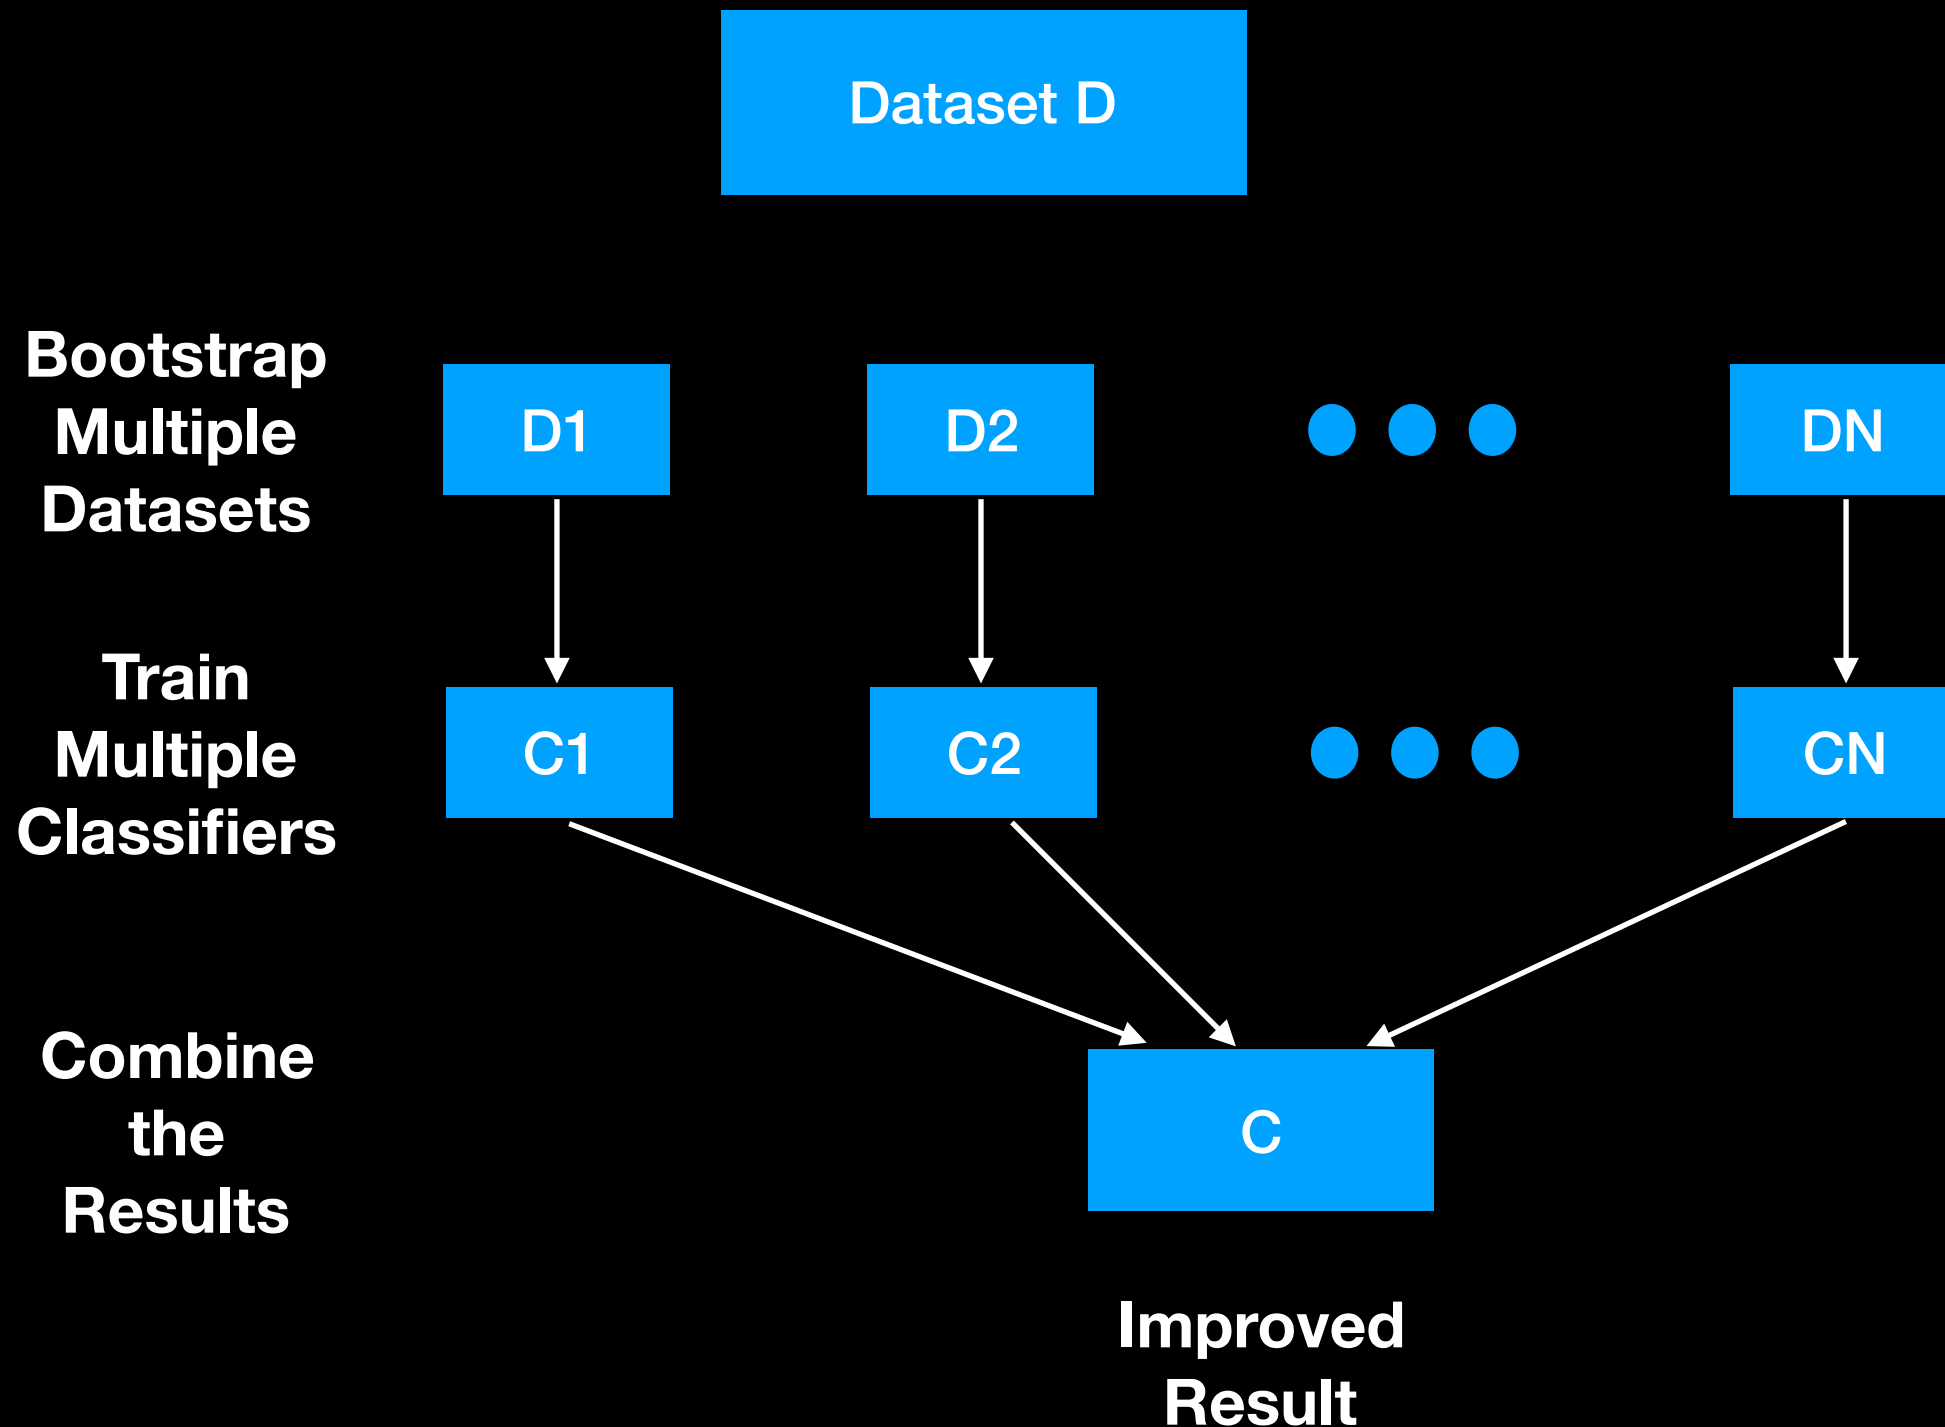 Dataset D
Bootstrap
Multiple
Datasets
D1
D2
DN
Train
Multiple
Classifiers
C1
C2
CN
Combine
the
Results
C
Improved
Result